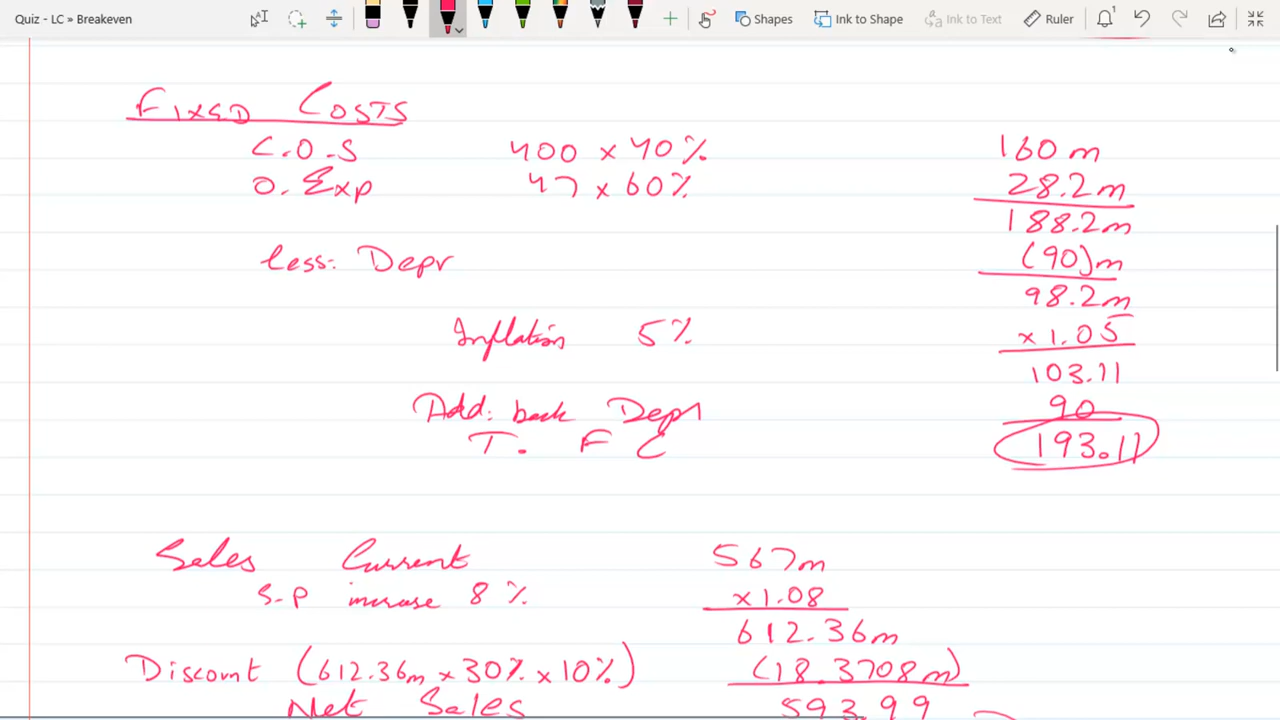 Quiz - LC » Breakeven
Shapes Ink to Shape Ink to Text Ruler 1
FIXED COSTS
C.O.S 400 x 40% 160 m
O. Exp 47 x 60% 28.2m
188.2m
less: Depr (90)m
98.2m
Inflation 5% x 1.05
103.11
Add: back Depr 90
T. F C 193.11
Sales Current 567m
S.P increase 8 % x1.08
612.36m
Discount (612.36m x 30% x 10%) (18.3708m)
Net Sales 593.99